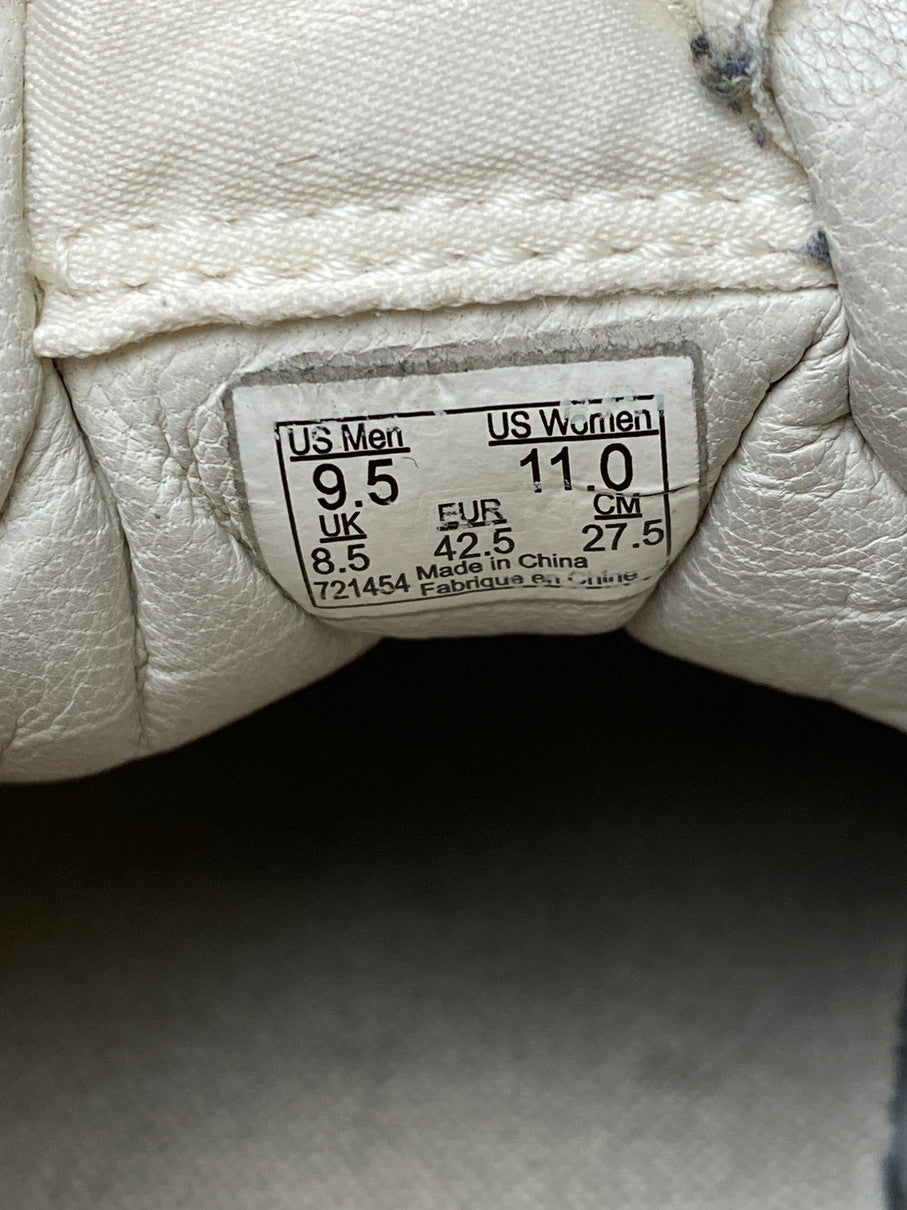 US Men US Women
9.5 11.0
UK EUR CM
8.5 42.5 27.5
Made in China
721454 Fabrique en Chine